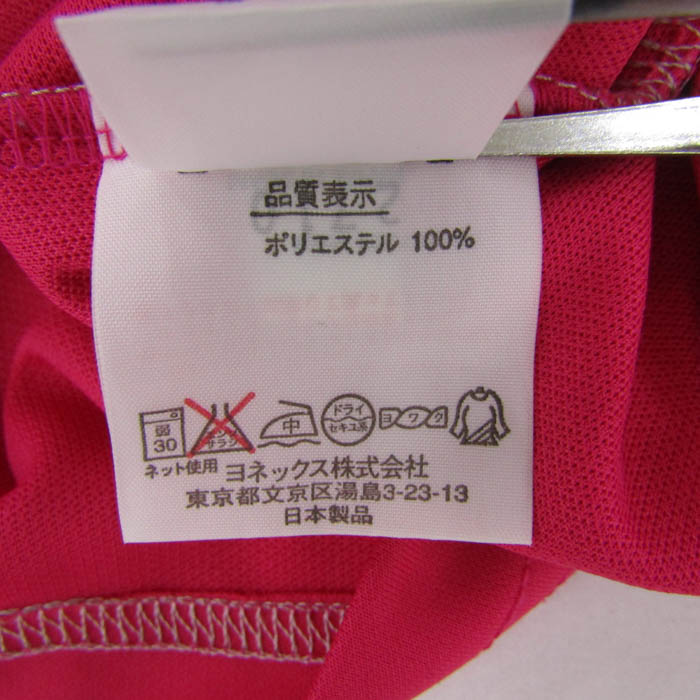 品質表示
ポリエステル 100%
弱 30 エンソ サラシ 中 ドライ セキユ系 ヨワク
ネット使用 ヨネックス株式会社
東京都文京区湯島3-23-13
日本製品